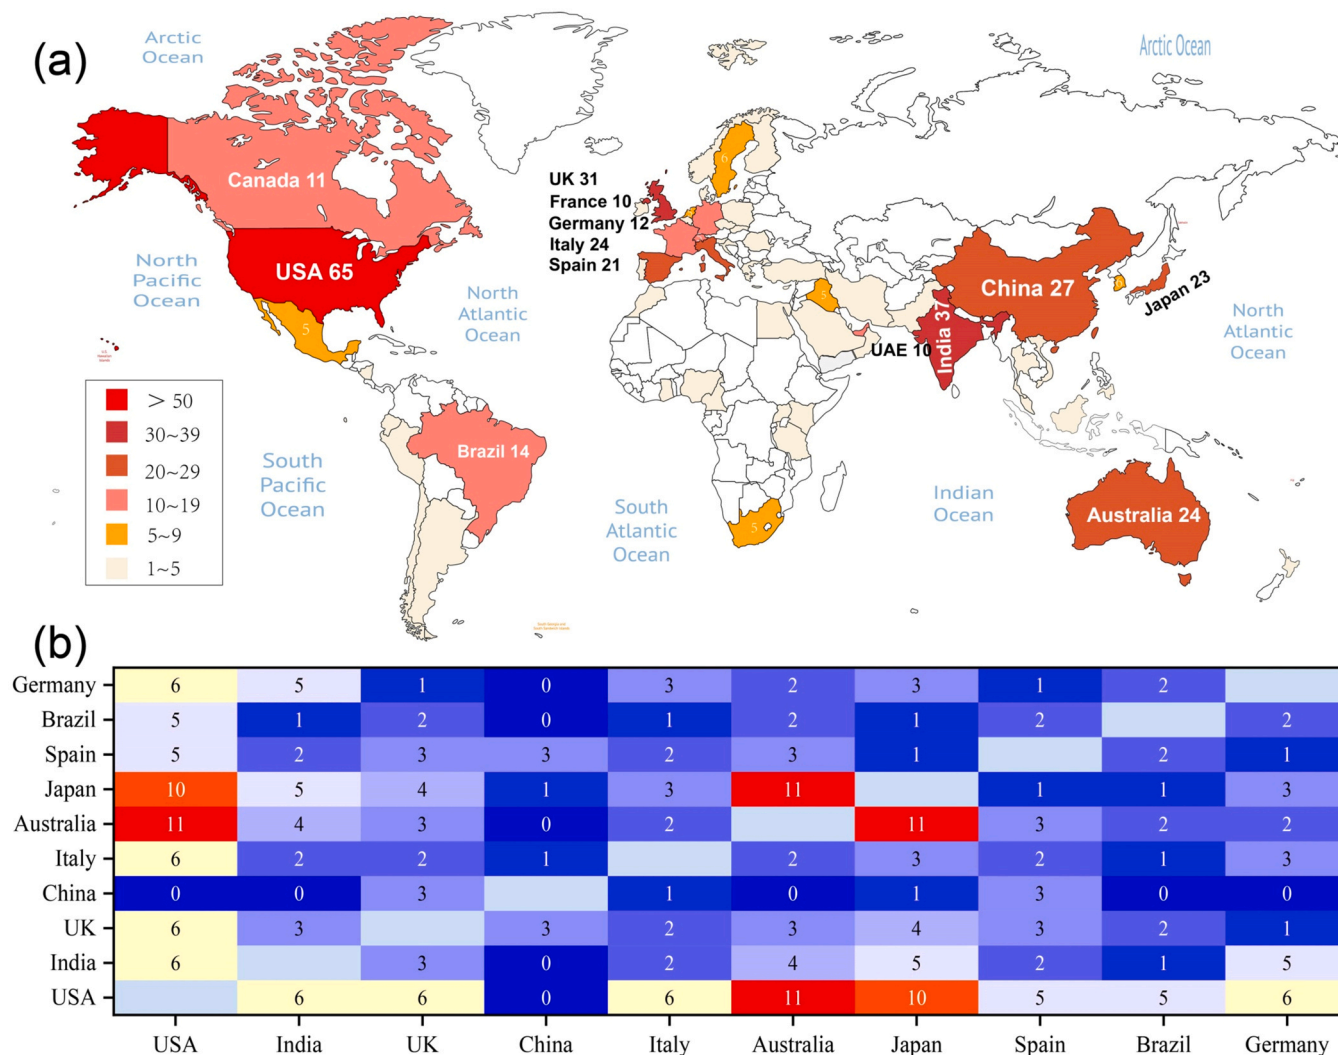 (a)
Arctic
Ocean
Arctic Ocean
Canada 11
UK 31
France 10
Germany 12
Italy 24
Spain 21
6
USA 65
North
Pacific
Ocean
North
Atlantic
Ocean
5
5
China 27
Japan 23
India 37
UAE 10
North
Atlantic
Ocean
> 50
30~39
20~29
10~19
5~9
1~5
Brazil 14
South
Pacific
Ocean
South
Atlantic
Ocean
5
Indian
Ocean
Australia 24
(b)
Germany 6 5 1 0 3 2 3 1 2
Brazil 5 1 2 0 1 2 1 2 2
Spain 5 2 3 3 2 3 1 2 1
Japan 10 5 4 1 3 11 1 1 3
Australia 11 4 3 0 2 11 3 2 2
Italy 6 2 2 1 2 3 2 1 3
China 0 0 3 1 0 1 3 0 0
UK 6 3 3 2 3 4 3 2 1
India 6 3 0 2 4 5 2 1 5
USA 6 6 0 6 11 10 5 5 6
USA India UK China Italy Australia Japan Spain Brazil Germany